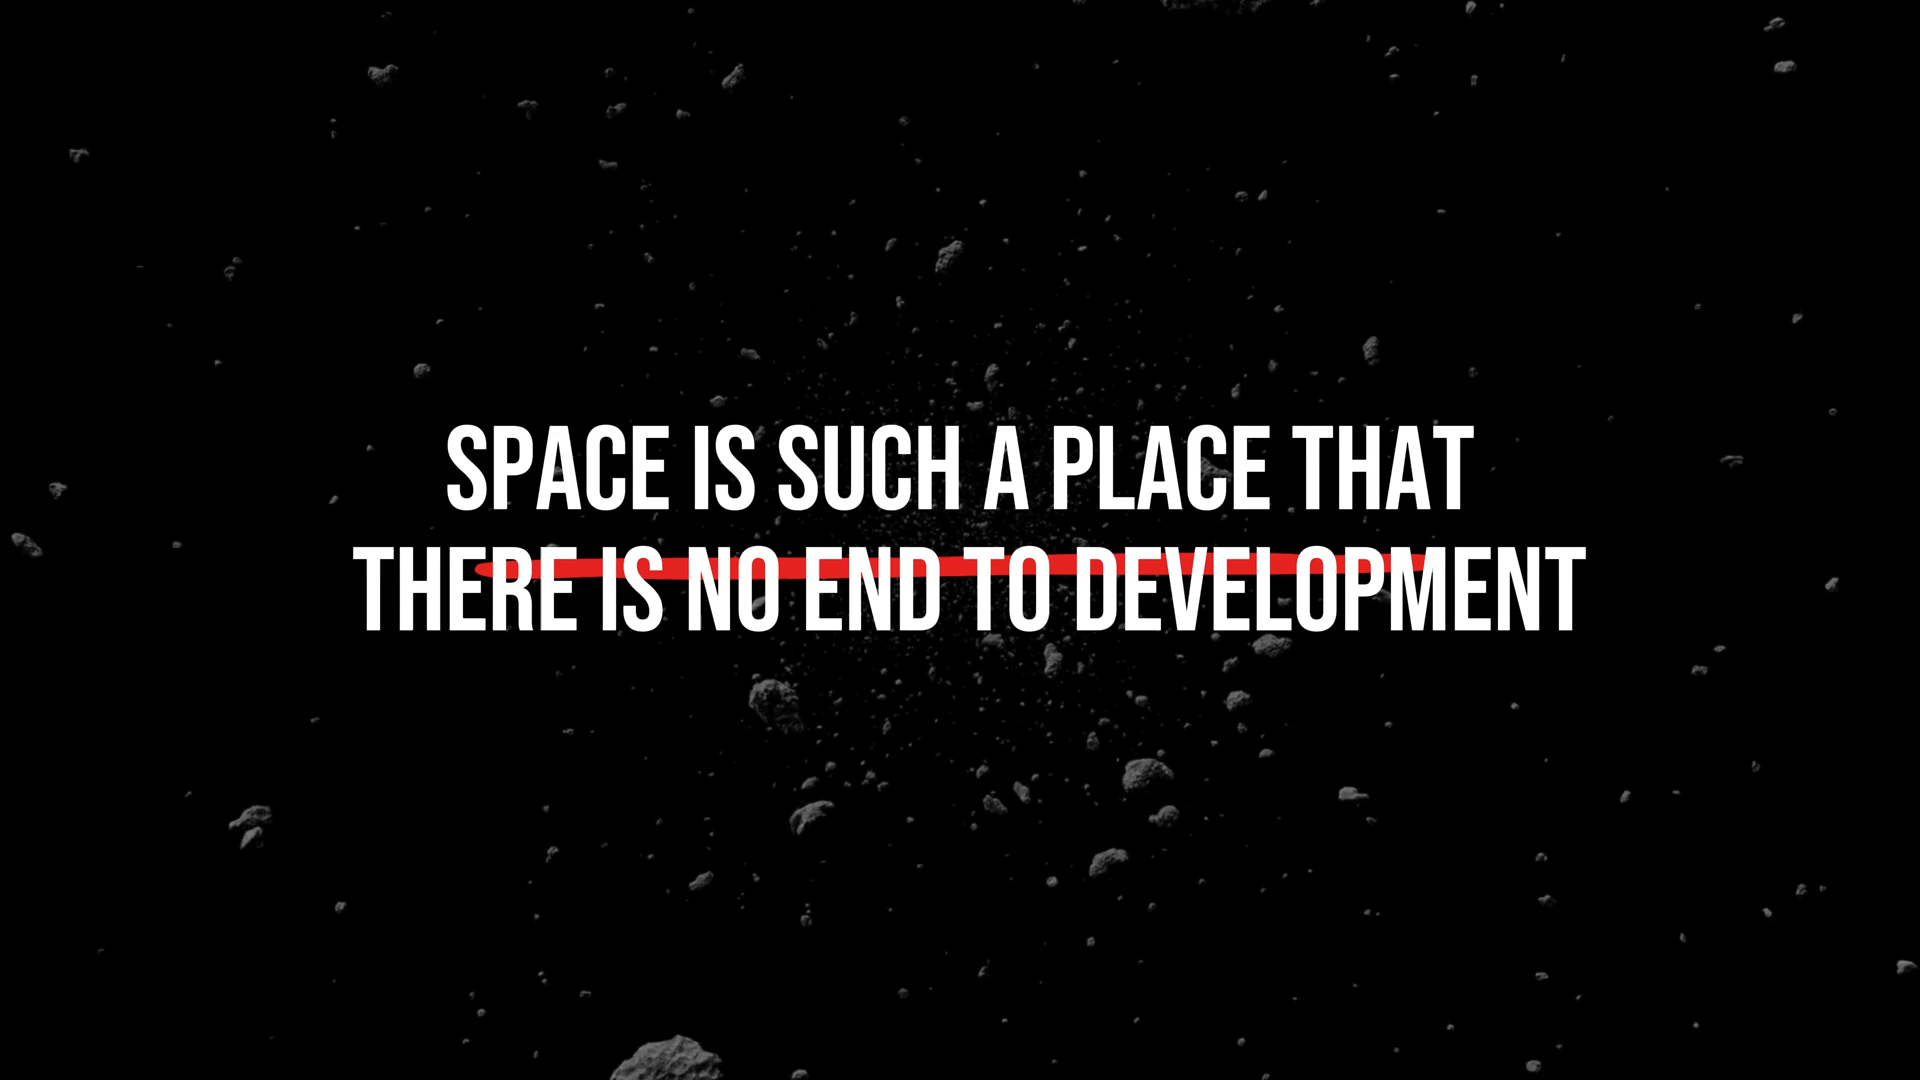 SPACE IS SUCH A PLACE THAT
THERE IS NO END TO DEVELOPMENT